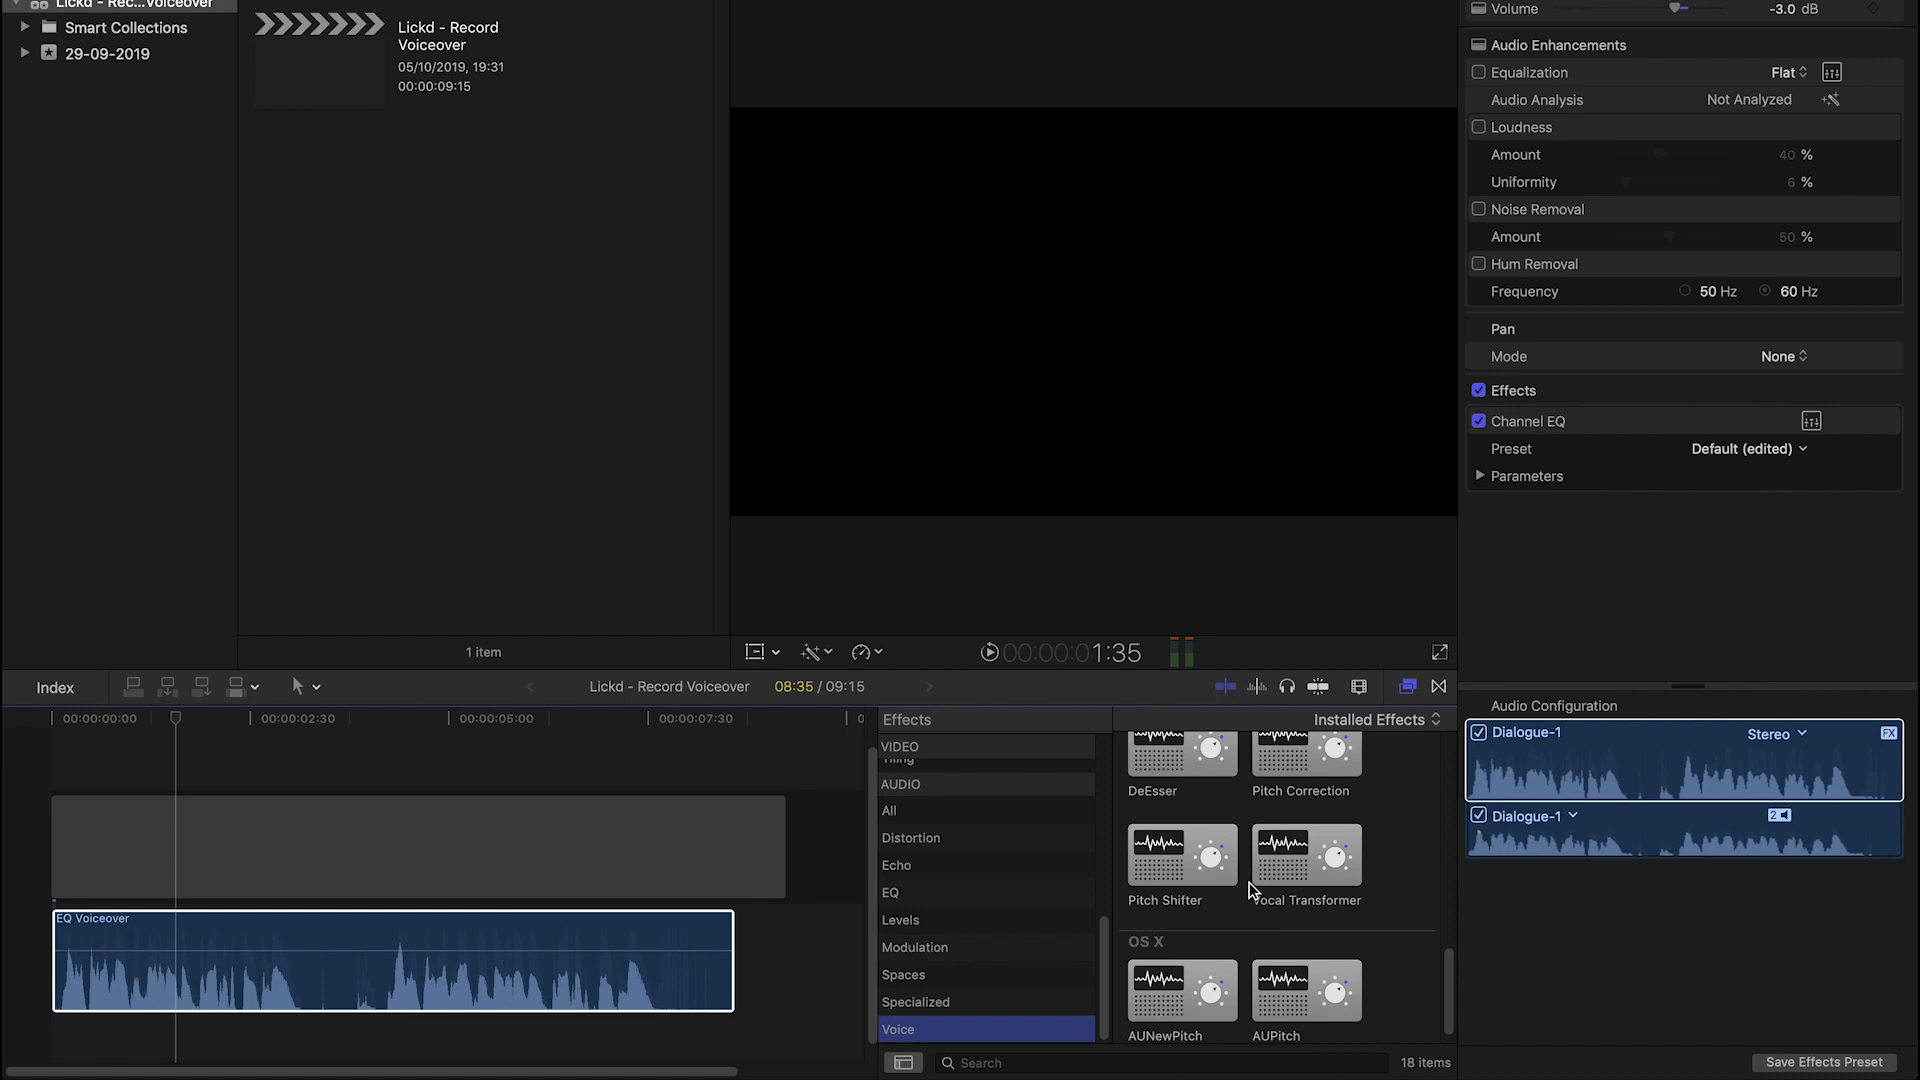 Lickd - Rec...Voiceover
Smart Collections
29-09-2019
Lickd - Record
Voiceover
05/10/2019, 19:31
00:00:09:15
1 item
00:00:01:35
Volume
-3.0 dB
Audio Enhancements
Equalization
Flat
Audio Analysis
Not Analyzed
Loudness
Amount
40 %
Uniformity
6 %
Noise Removal
Amount
50 %
Hum Removal
Frequency
50 Hz
60 Hz
Pan
Mode
None
Effects
Channel EQ
Preset
Default (edited)
Parameters
Index
Lickd - Record Voiceover
08:35 / 09:15
00:00:00:00
00:00:02:30
00:00:05:00
00:00:07:30
EQ Voiceover
Effects
Installed Effects
VIDEO
Tiling
AUDIO
All
Distortion
Echo
EQ
Levels
Modulation
Spaces
Specialized
Voice
DeEsser
Pitch Correction
Pitch Shifter
Vocal Transformer
OS X
AUNewPitch
AUPitch
Search
18 items
Audio Configuration
Dialogue-1
Stereo
FX
Dialogue-1
2
Save Effects Preset